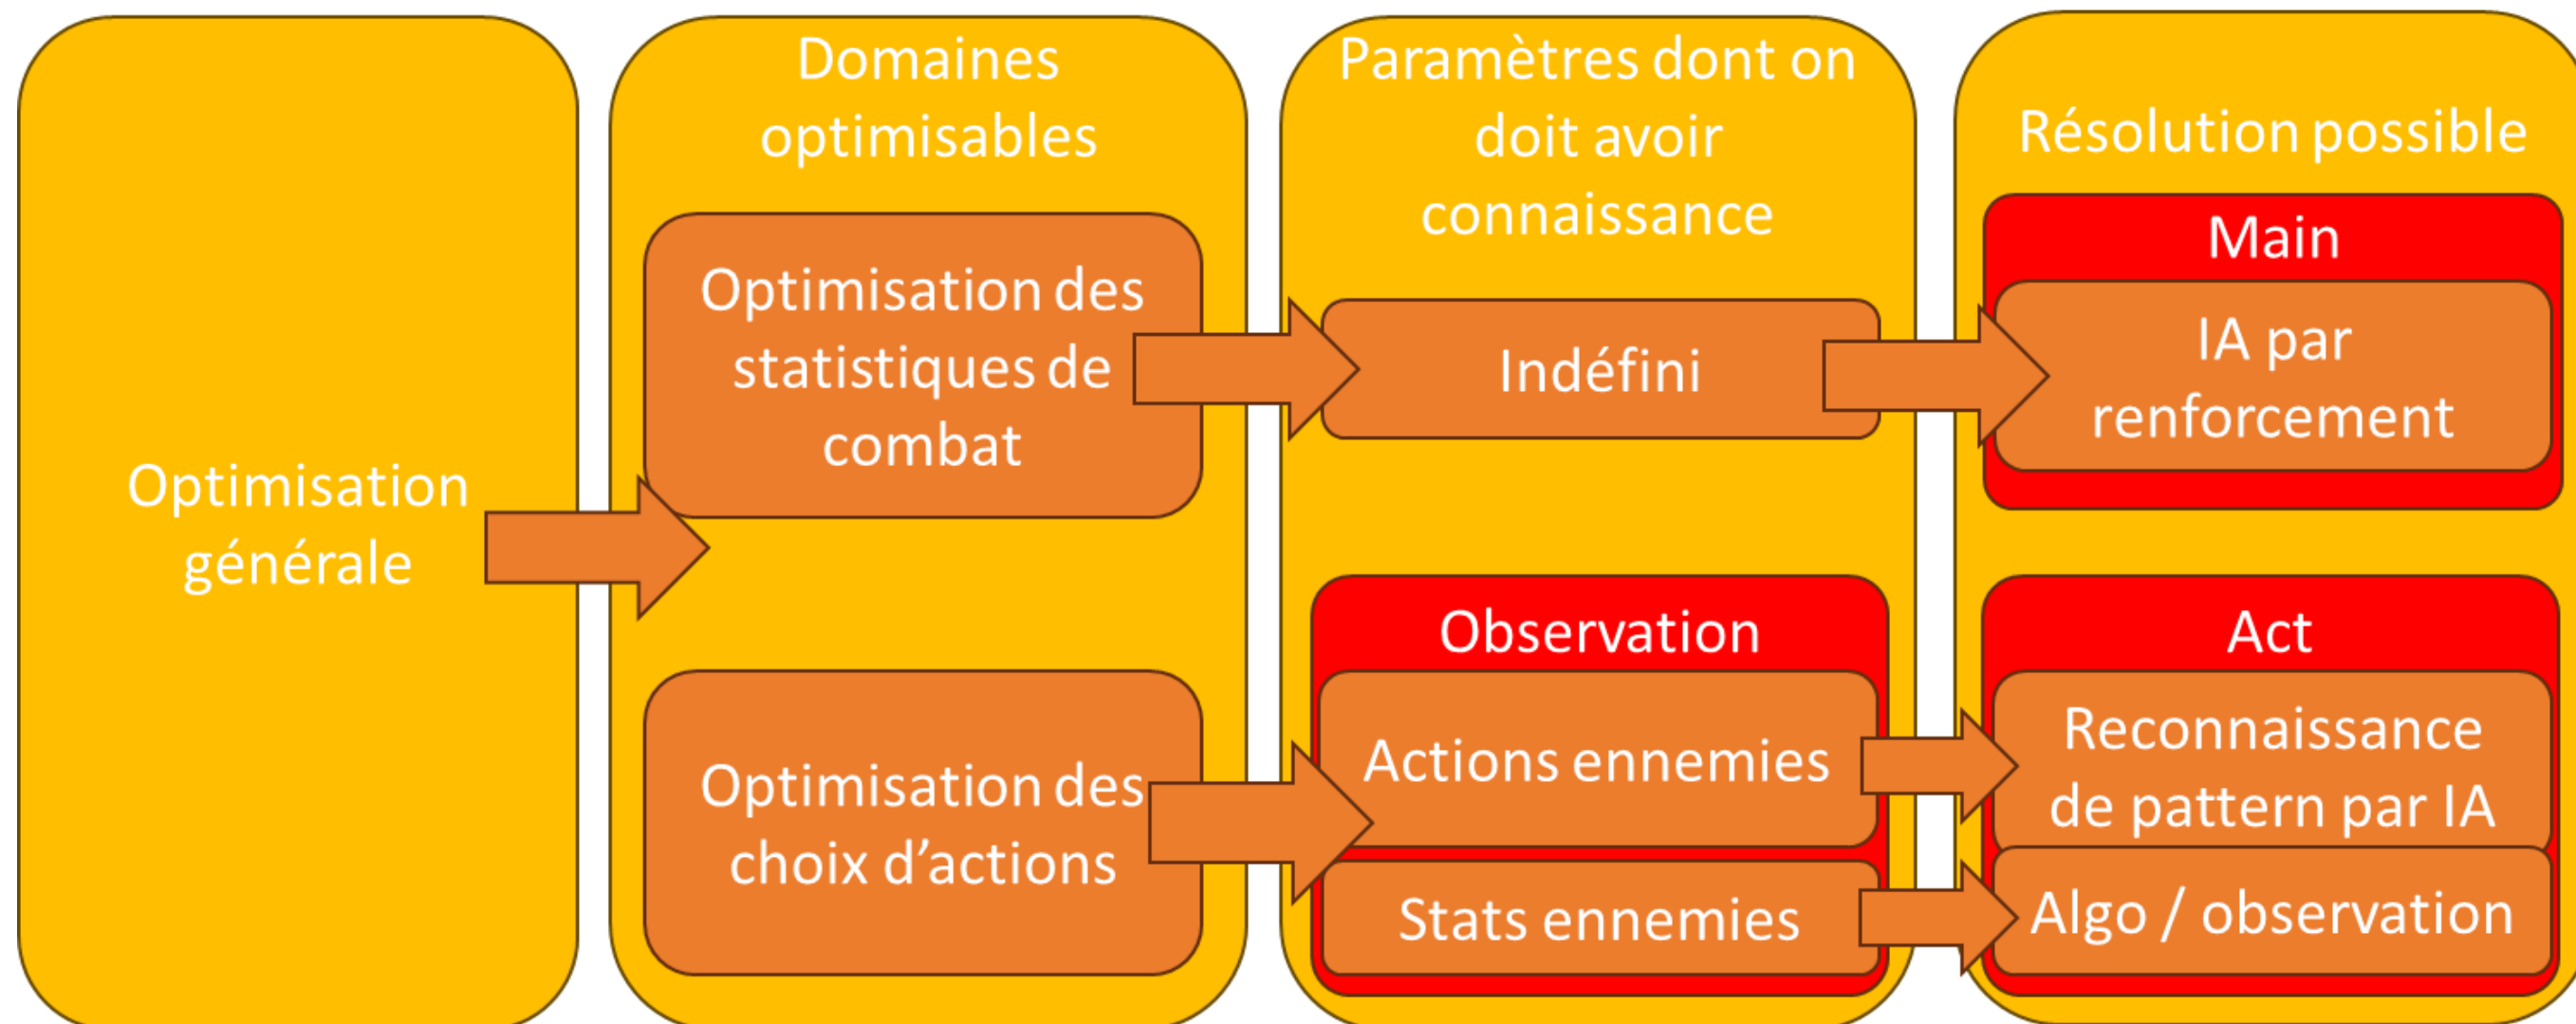 Optimisation
générale
Domaines
optimisables
Optimisation des
statistiques de
combat
Optimisation des
choix d’actions
Paramètres dont on
doit avoir
connaissance
Indéfini
Observation
Actions ennemies
Stats ennemies
Résolution possible
Main
IA par
renforcement
Act
Reconnaissance
de pattern par IA
Algo / observation